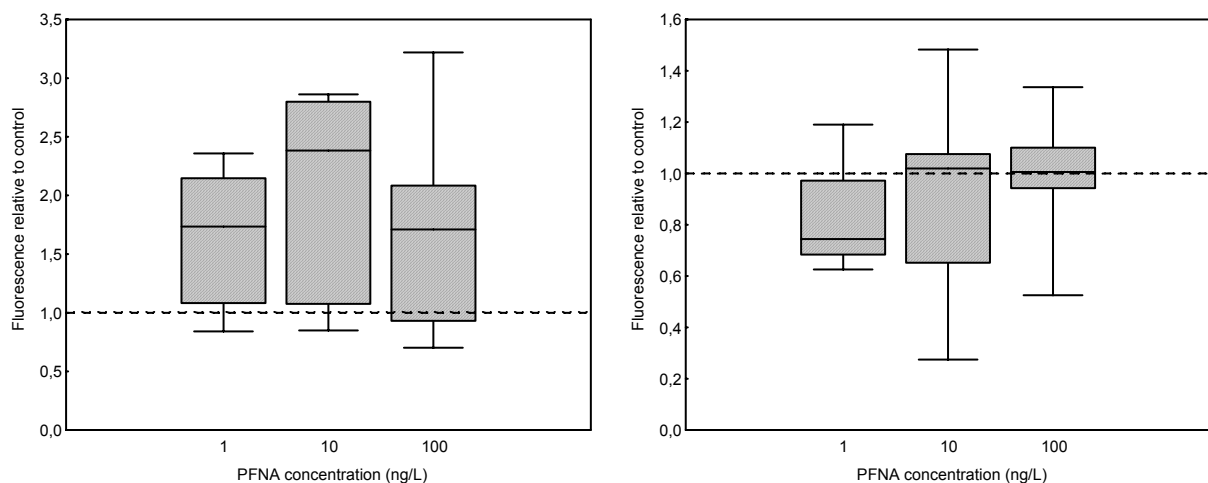 Fluorescence relative to control
3,5
3,0
2,5
2,0
1,5
1,0
0,5
0,0
1 10 100
PFNA concentration (ng/L)
Fluorescence relative to control
1,6
1,4
1,2
1,0
0,8
0,6
0,4
0,2
0,0
1 10 100
PFNA concentration (ng/L)